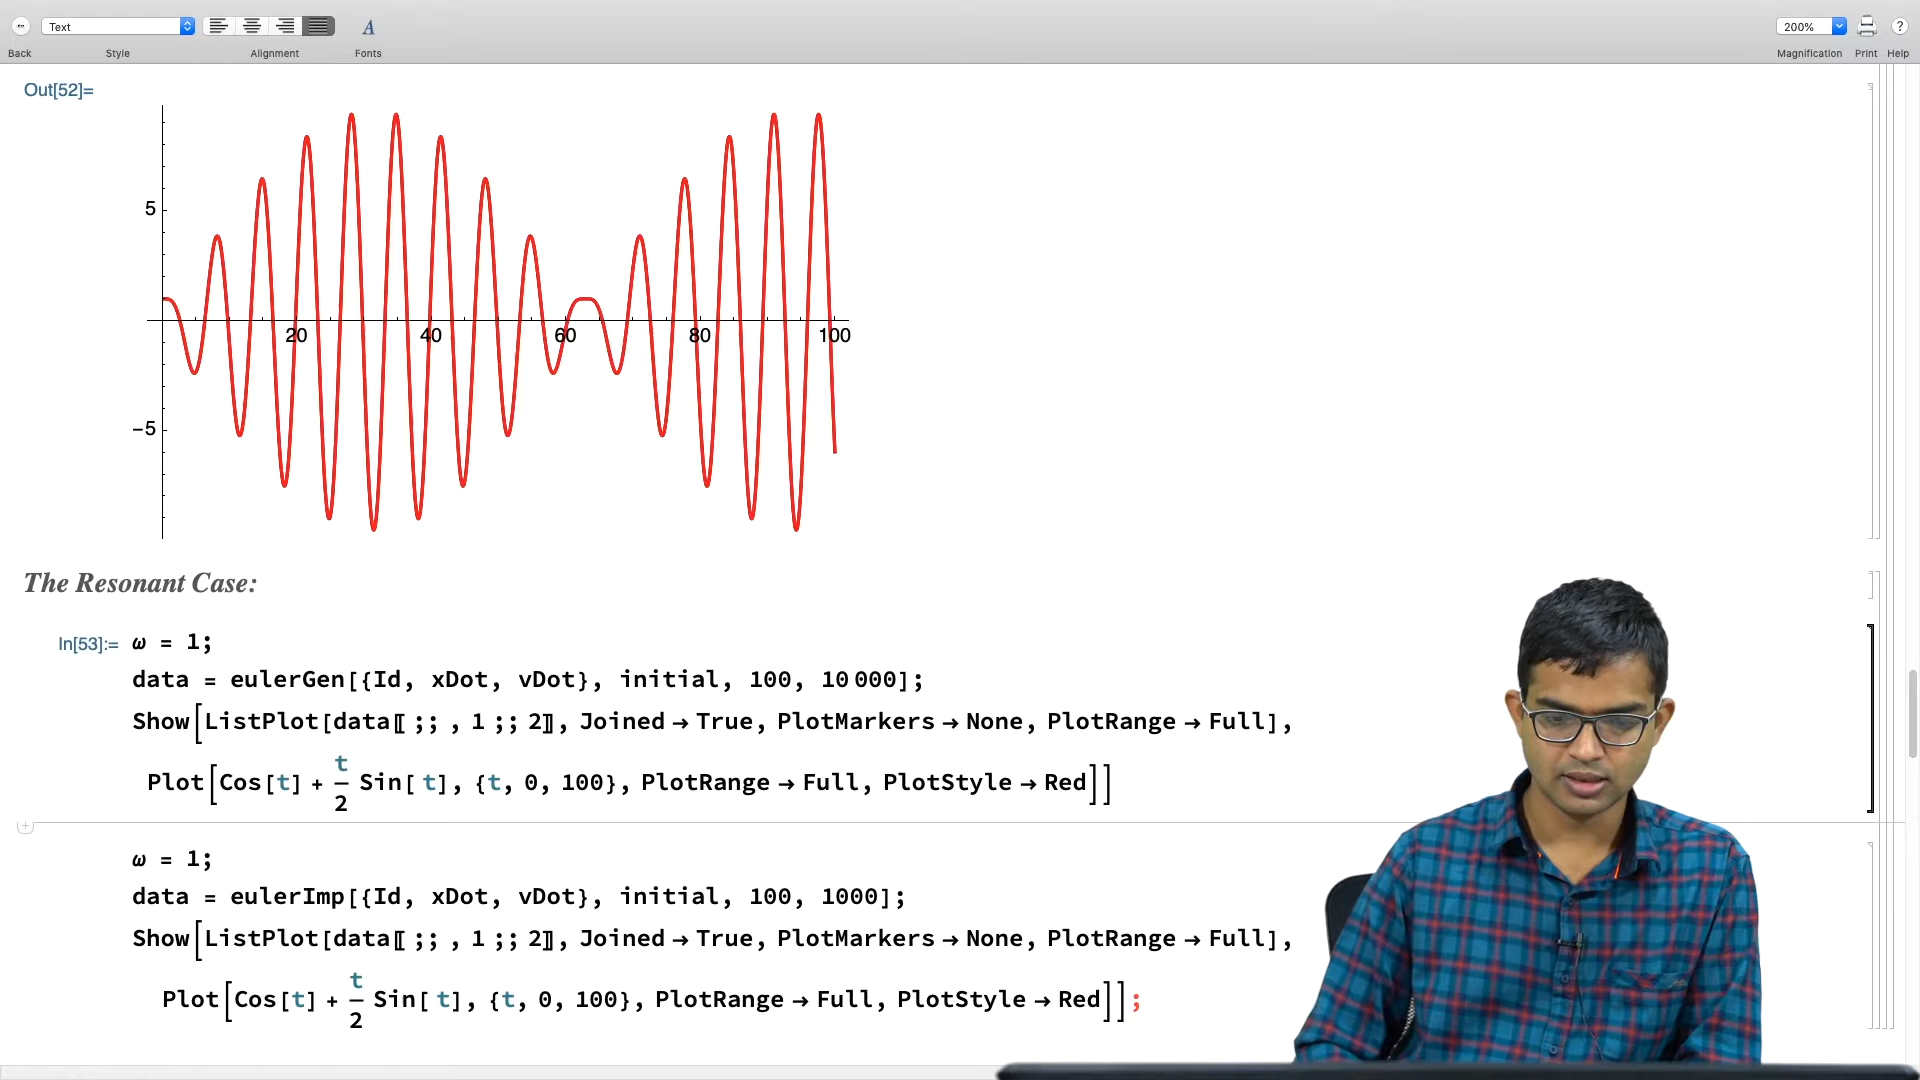 Text
200%
Back
Style
Alignment
Fonts
Magnification
Print
Help
Out[52]=
5
20
40
60
80
100
-5
The Resonant Case:
In[53]:= ω = 1;
data = eulerGen[{Id, xDot, vDot}, initial, 100, 10 000];
Show[ListPlot[data〚 ;; , 1 ;; 2〛, Joined → True, PlotMarkers → None, PlotRange → Full],
Plot[Cos[t] + t/2 Sin[ t], {t, 0, 100}, PlotRange → Full, PlotStyle → Red]]
ω = 1;
data = eulerImp[{Id, xDot, vDot}, initial, 100, 1000];
Show[ListPlot[data〚 ;; , 1 ;; 2〛, Joined → True, PlotMarkers → None, PlotRange → Full],
Plot[Cos[t] + t/2 Sin[ t], {t, 0, 100}, PlotRange → Full, PlotStyle → Red]];